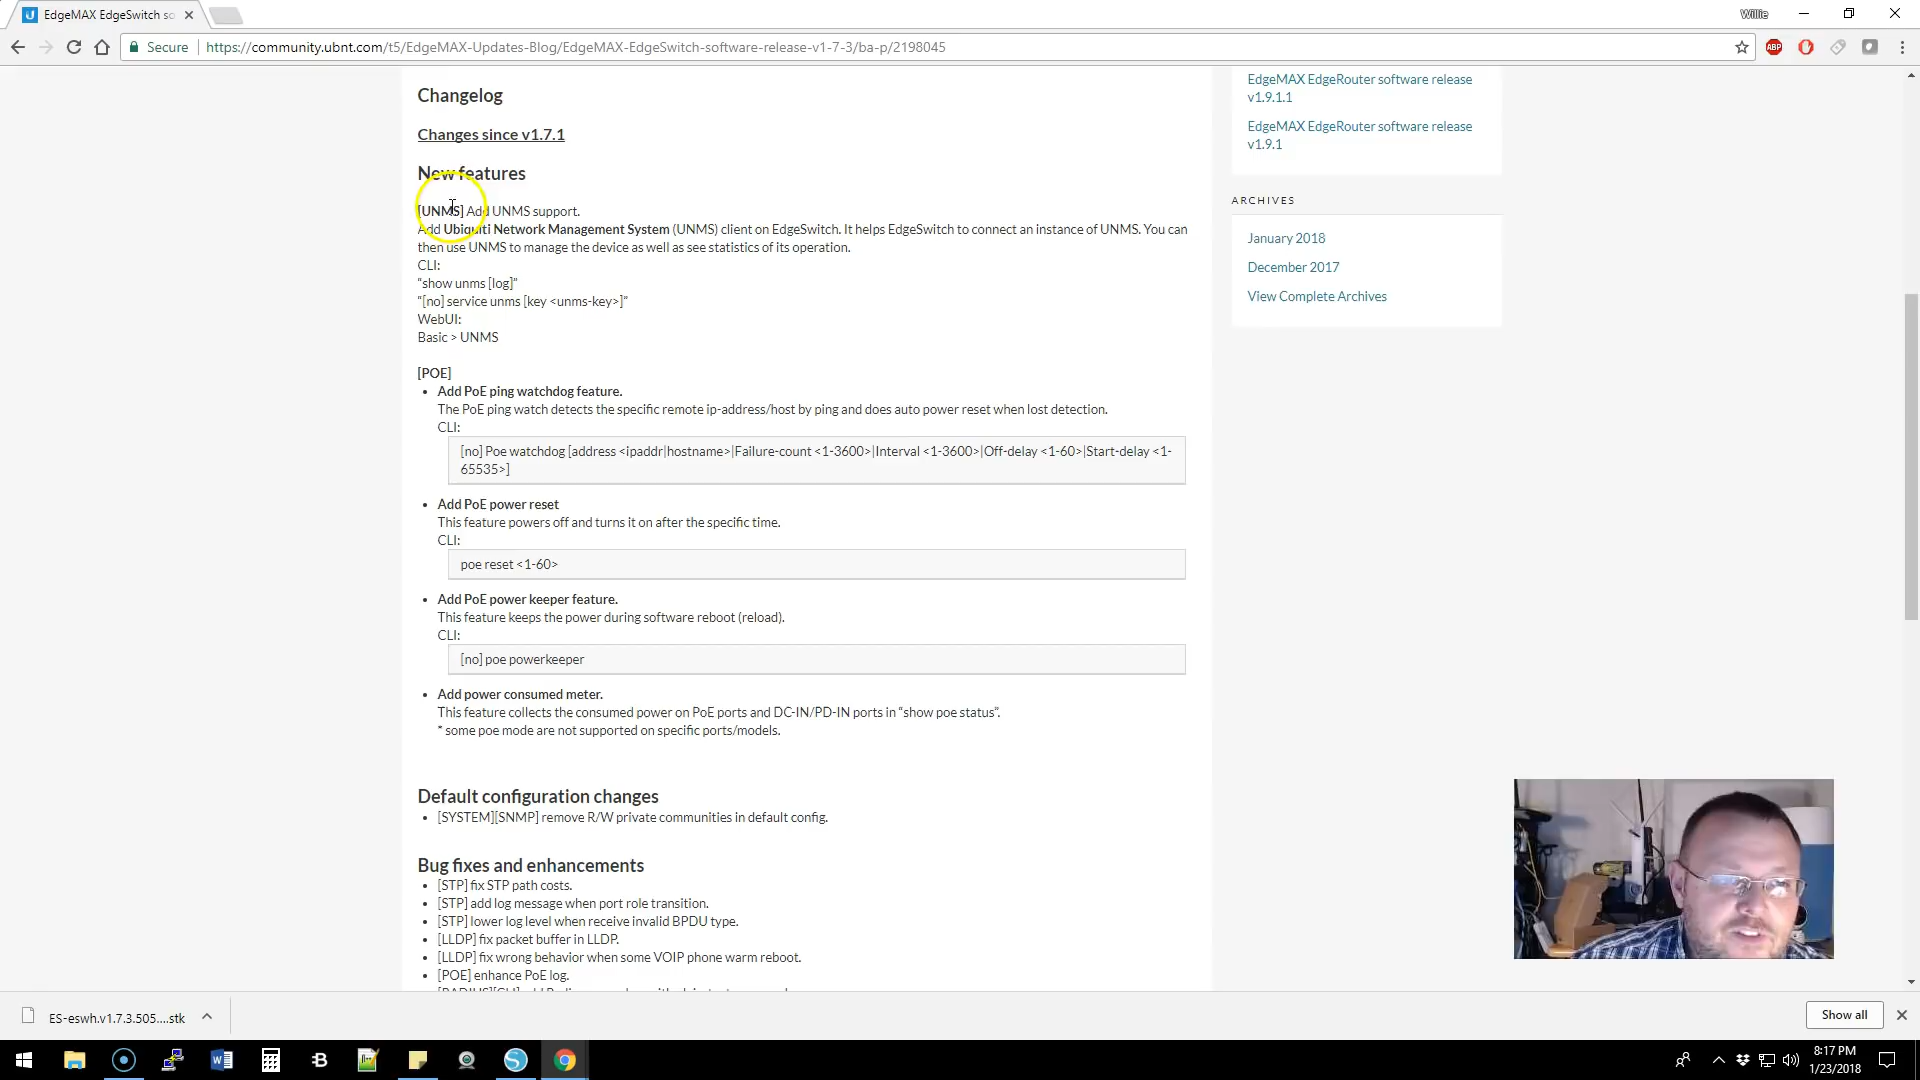 EdgeMAX EdgeSwitch so
Willie
Secure
https://community.ubnt.com/t5/EdgeMAX-Updates-Blog/EdgeMAX-EdgeSwitch-software-release-v1-7-3/ba-p/2198045
ABP
Changelog
Changes since v1.7.1
New features
[UNMS] Add UNMS support.
Add Ubiquiti Network Management System (UNMS) client on EdgeSwitch. It helps EdgeSwitch to connect an instance of UNMS. You can
then use UNMS to manage the device as well as see statistics of its operation.
CLI:
“show unms [log]”
“[no] service unms [key <unms-key>]”
WebUI:
Basic > UNMS
[POE]
• Add PoE ping watchdog feature.
The PoE ping watch detects the specific remote ip-address/host by ping and does auto power reset when lost detection.
CLI:
[no] Poe watchdog [address <ipaddr|hostname>|Failure-count <1-3600>|Interval <1-3600>|Off-delay <1-60>|Start-delay <1-
65535>]
• Add PoE power reset
This feature powers off and turns it on after the specific time.
CLI:
poe reset <1-60>
• Add PoE power keeper feature.
This feature keeps the power during software reboot (reload).
CLI:
[no] poe powerkeeper
• Add power consumed meter.
This feature collects the consumed power on PoE ports and DC-IN/PD-IN ports in “show poe status”.
* some poe mode are not supported on specific ports/models.
Default configuration changes
• [SYSTEM][SNMP] remove R/W private communities in default config.
Bug fixes and enhancements
• [STP] fix STP path costs.
• [STP] add log message when port role transition.
• [STP] lower log level when receive invalid BPDU type.
• [LLDP] fix packet buffer in LLDP.
• [LLDP] fix wrong behavior when some VOIP phone warm reboot.
• [POE] enhance PoE log.
EdgeMAX EdgeRouter software release
v1.9.1.1
EdgeMAX EdgeRouter software release
v1.9.1
ARCHIVES
January 2018
December 2017
View Complete Archives
ES-eswh.v1.7.3.505....stk
Show all
8:17 PM
1/23/2018